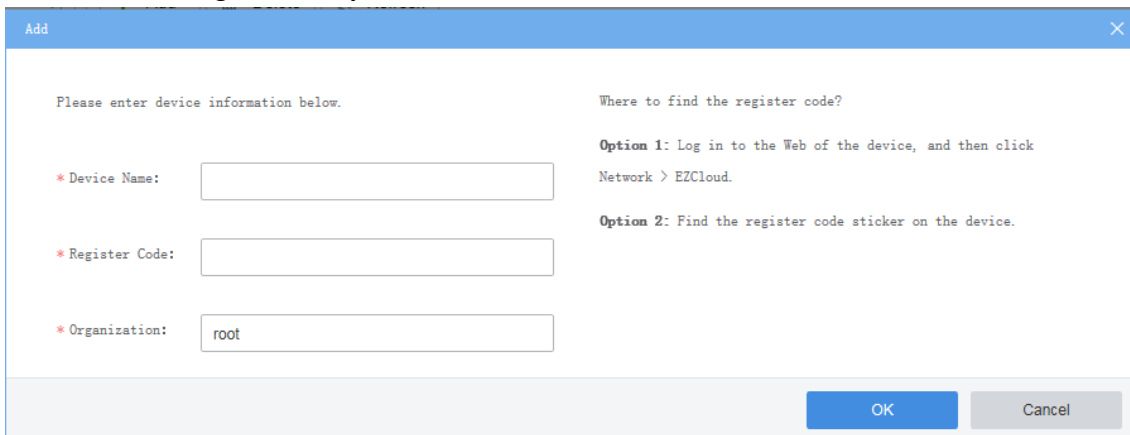 Add
Please enter device information below.
* Device Name:
* Register Code:
* Organization:
root
Where to find the register code?
Option 1: Log in to the Web of the device, and then click
Network > EZCloud.
Option 2: Find the register code sticker on the device.
OK
Cancel